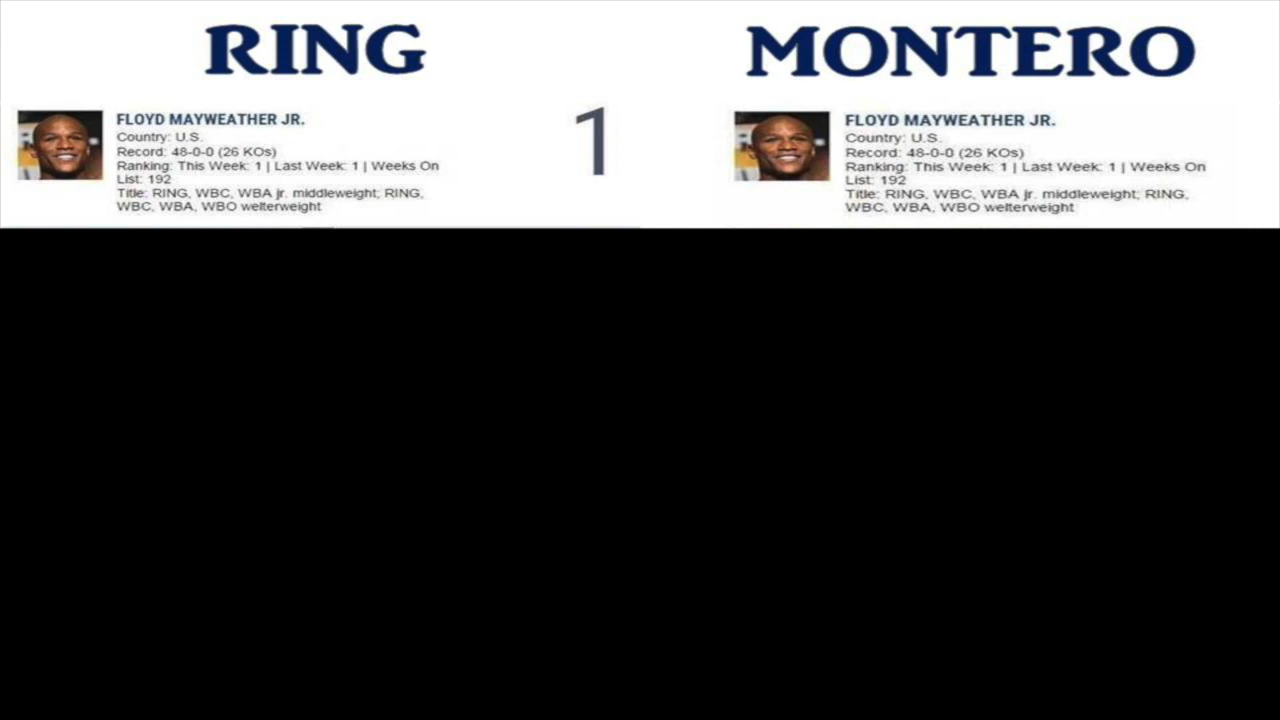 RING
MONTERO
FLOYD MAYWEATHER JR.
Country: U.S.
Record: 48-0-0 (26 KOs)
Ranking: This Week: 1 | Last Week: 1 | Weeks On
List: 192
Title: RING, WBC, WBA jr. middleweight; RING,
WBC, WBA, WBO welterweight
1
FLOYD MAYWEATHER JR.
Country: U.S.
Record: 48-0-0 (26 KOs)
Ranking: This Week: 1 | Last Week: 1 | Weeks On
List: 192
Title: RING, WBC, WBA jr. middleweight; RING,
WBC, WBA, WBO welterweight